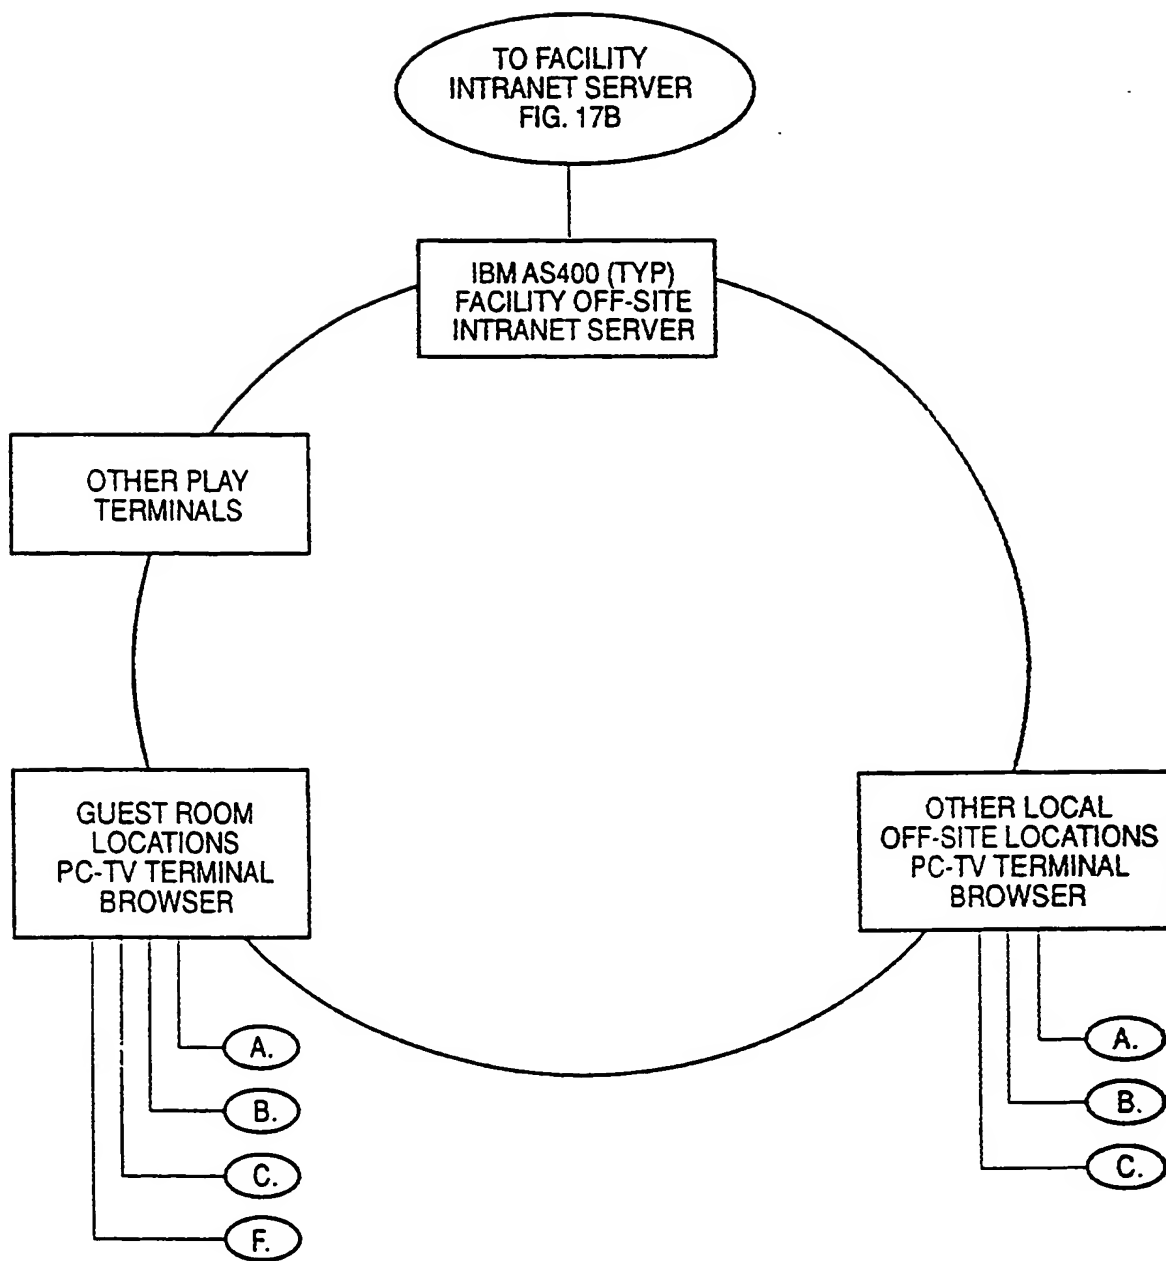 TO FACILITY
INTRANET SERVER
FIG. 17B
IBM AS400 (TYP)
FACILITY OFF-SITE
INTRANET SERVER
OTHER PLAY
TERMINALS
GUEST ROOM
LOCATIONS
PC-TV TERMINAL
BROWSER
OTHER LOCAL
OFF-SITE LOCATIONS
PC-TV TERMINAL
BROWSER
A.
B.
C.
F.
A.
B.
C.